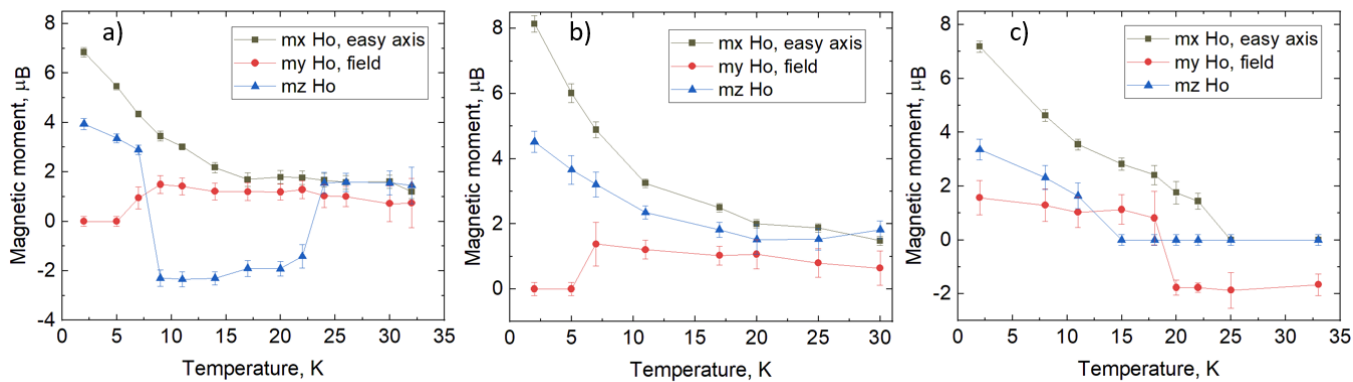 a)
mx Ho, easy axis
my Ho, field
mz Ho
Magnetic moment, μB
8
6
4
2
0
-2
-4
0 5 10 15 20 25 30
Temperature, K
b)
mx Ho, easy axis
my Ho, field
mz Ho
Magnetic moment, μB
8
6
4
2
0
0 5 10 15 20 25 30
Temperature, K
c)
mx Ho, easy axis
my Ho, field
mz Ho
Magnetic moment, μB
8
6
4
2
0
-2
0 5 10 15 20 25 30
Temperature, K